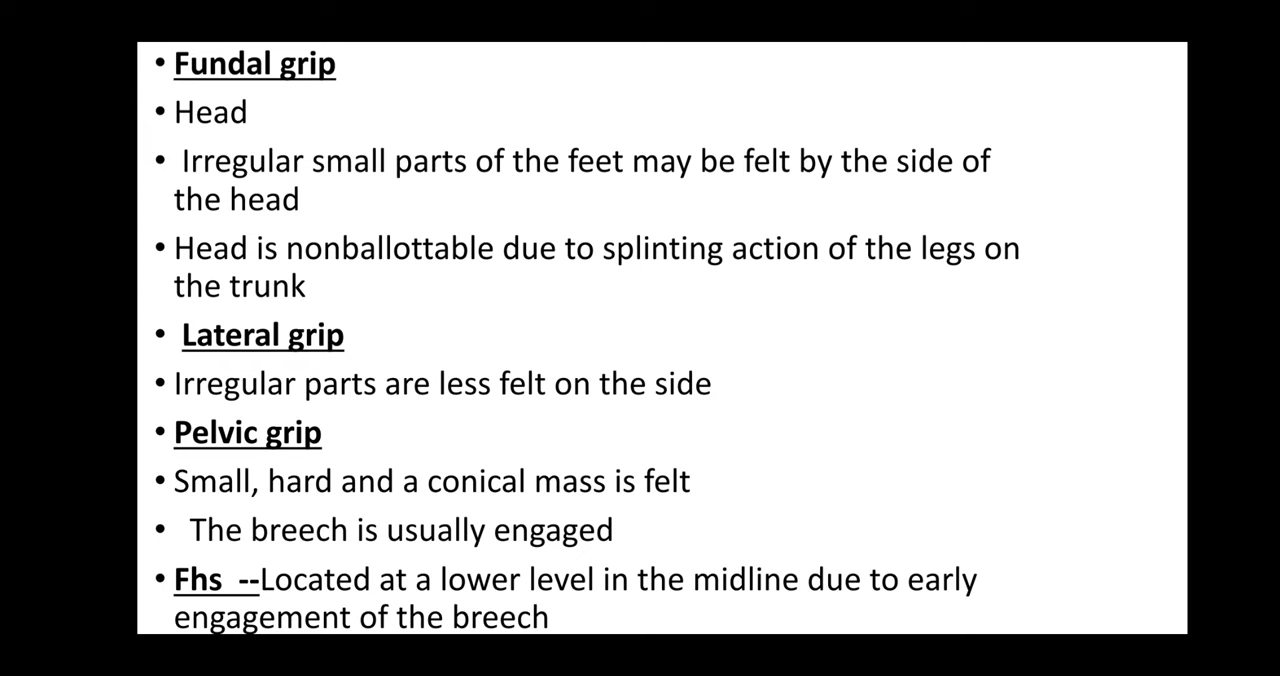 • Fundal grip
• Head
• Irregular small parts of the feet may be felt by the side of
the head
• Head is nonballottable due to splinting action of the legs on
the trunk
• Lateral grip
• Irregular parts are less felt on the side
• Pelvic grip
• Small, hard and a conical mass is felt
• The breech is usually engaged
• Fhs --Located at a lower level in the midline due to early
engagement of the breech